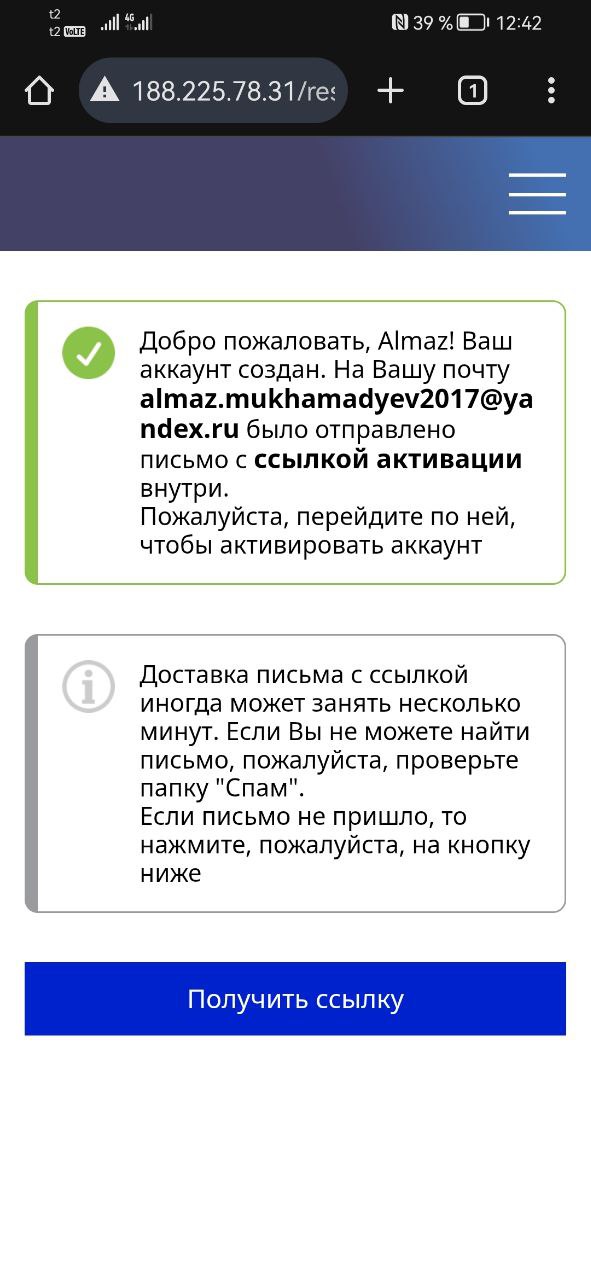 t2
t2 VoLTE 4G 39 % 12:42
188.225.78.31/res
1
Добро пожаловать, Almaz! Ваш
аккаунт создан. На Вашу почту
almaz.mukhamadyev2017@ya
ndex.ru было отправлено
письмо с ссылкой активации
внутри.
Пожалуйста, перейдите по ней,
чтобы активировать аккаунт
Доставка письма с ссылкой
иногда может занять несколько
минут. Если Вы не можете найти
письмо, пожалуйста, проверьте
папку "Спам".
Если письмо не пришло, то
нажмите, пожалуйста, на кнопку
ниже
Получить ссылку